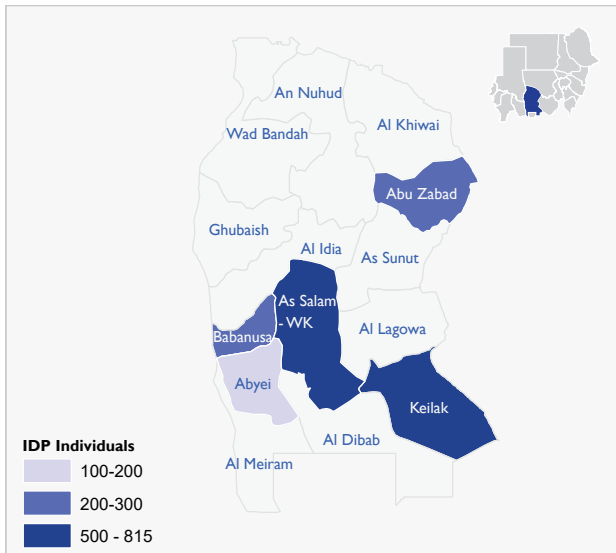 An Nuhud
Al Khiwai
Wad Bandah
Abu Zabad
Ghubaish
Al Idia
As Sunut
As Salam
- WK
Al Lagowa
Babanusa
Abyei
Keilak
Al Dibab
Al Meiram
IDP Individuals
100-200
200-300
500 - 815